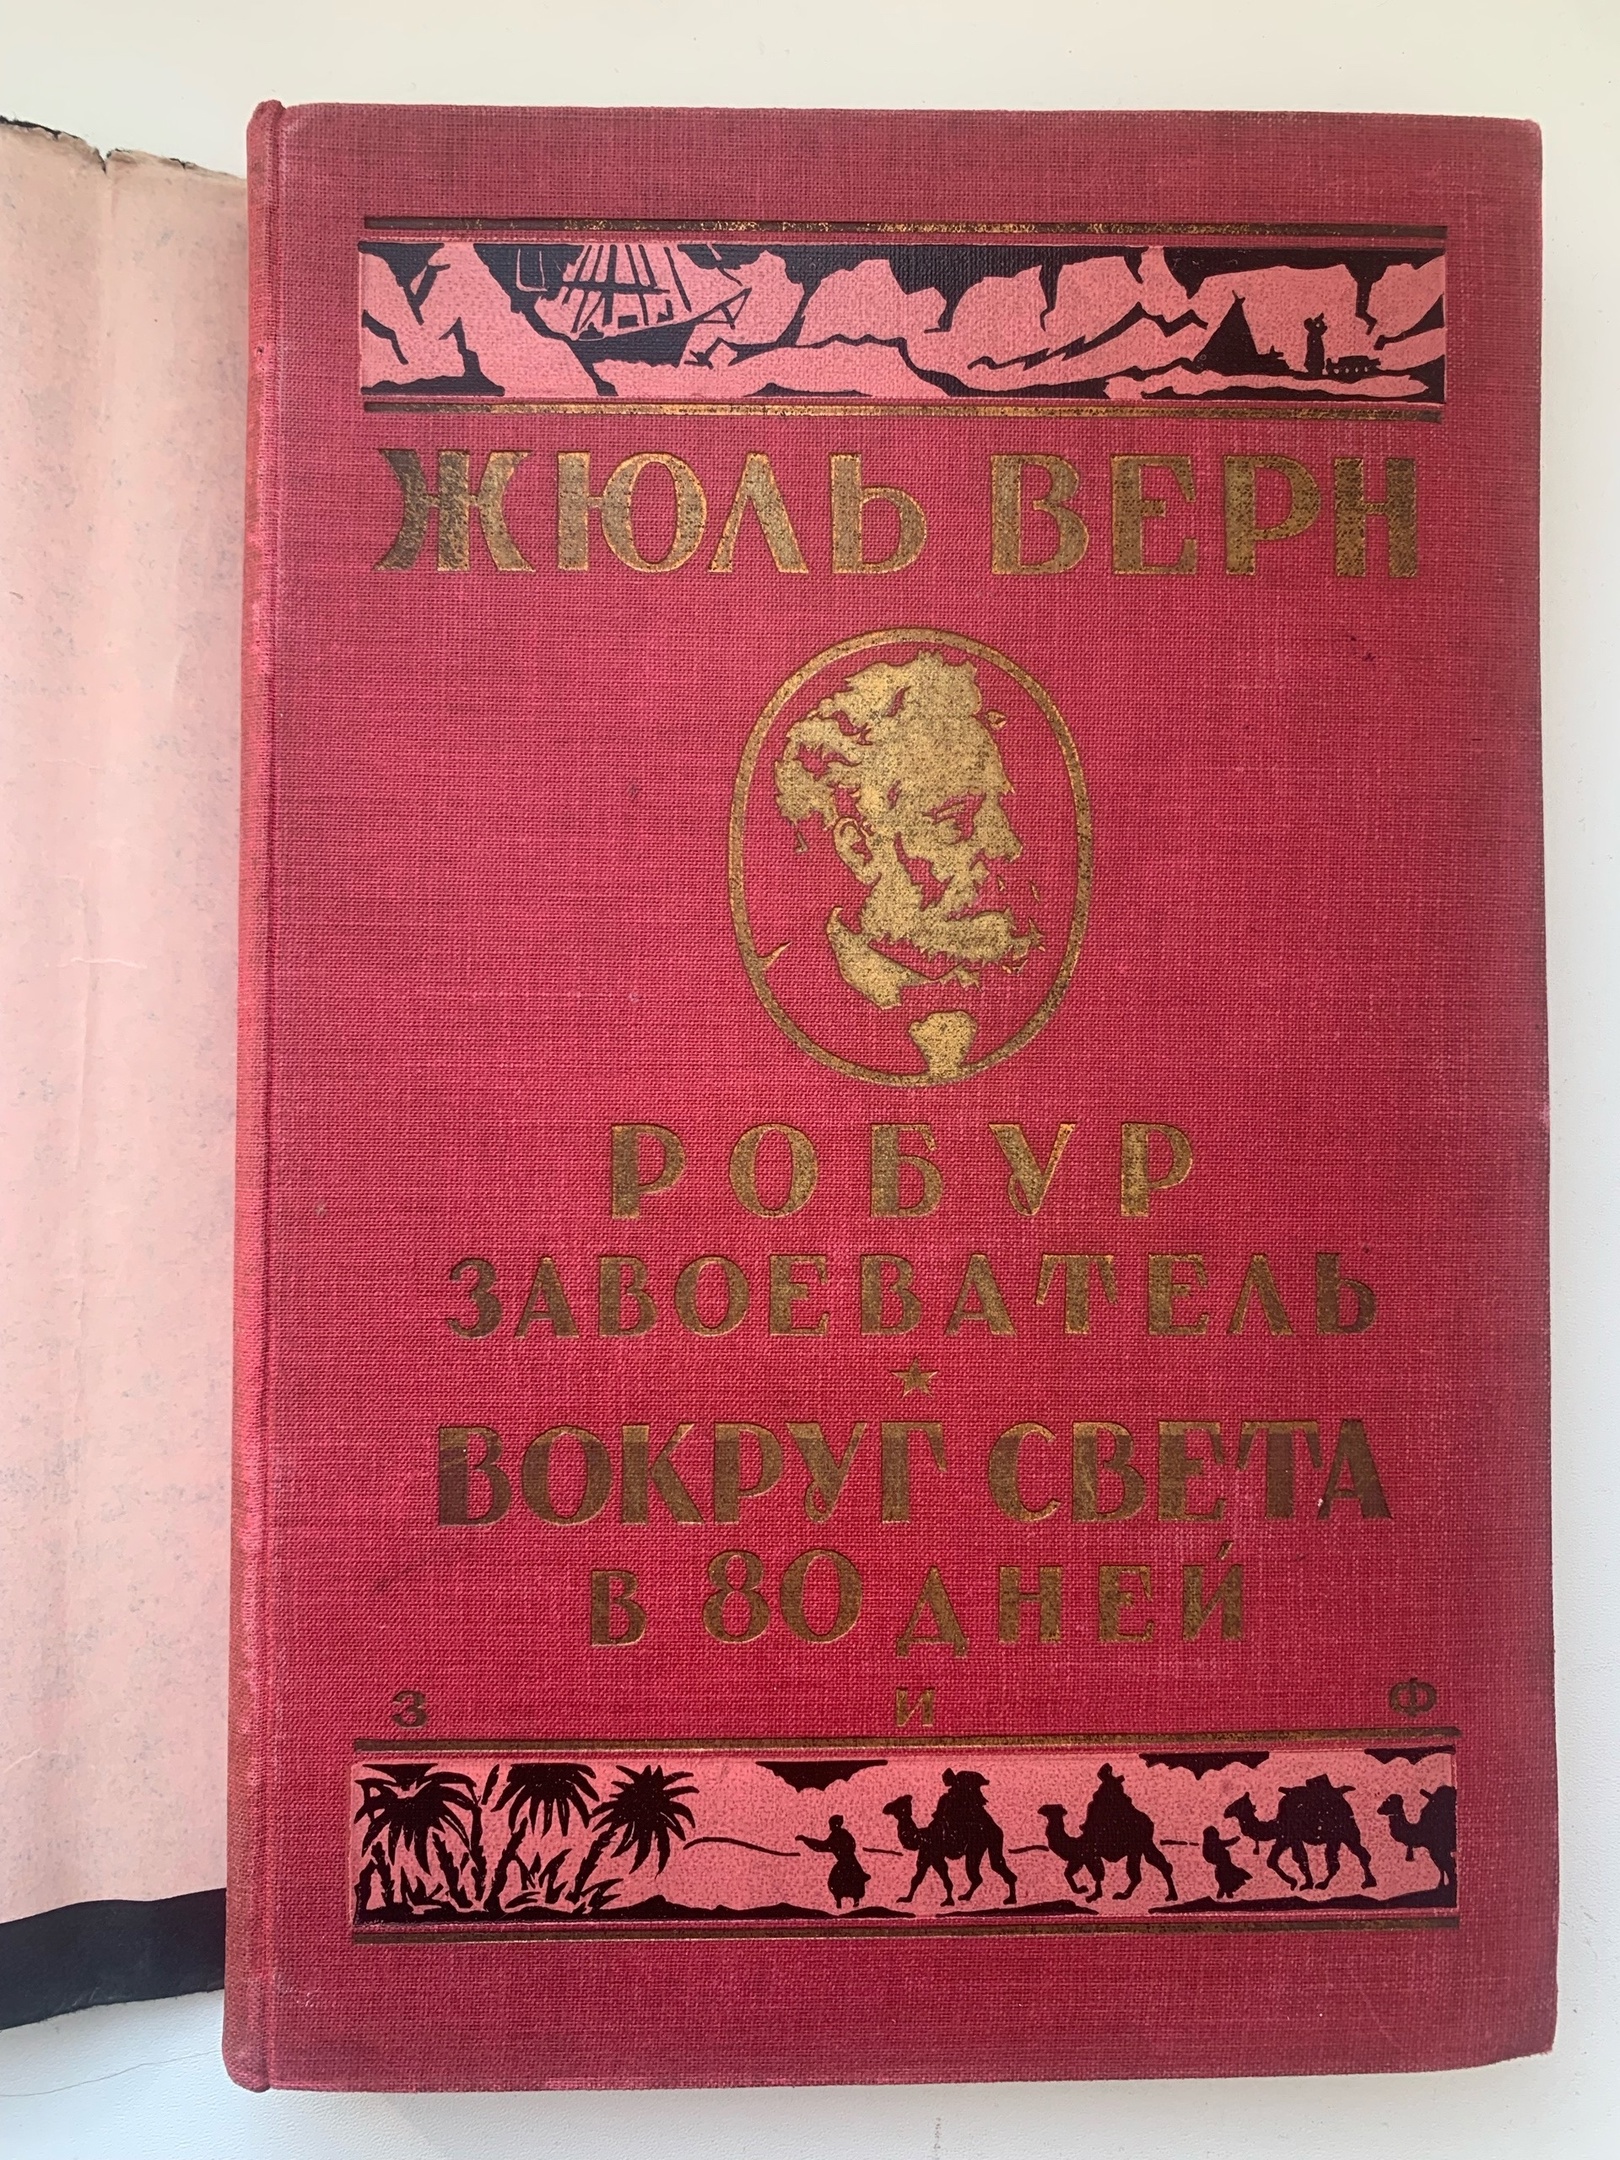 ЖЮЛЬ ВЕРН
РОБУР
ЗАВОЕВАТЕЛЬ
ВОКРУГ СВЕТА
В 80 ДНЕЙ
З И Ф